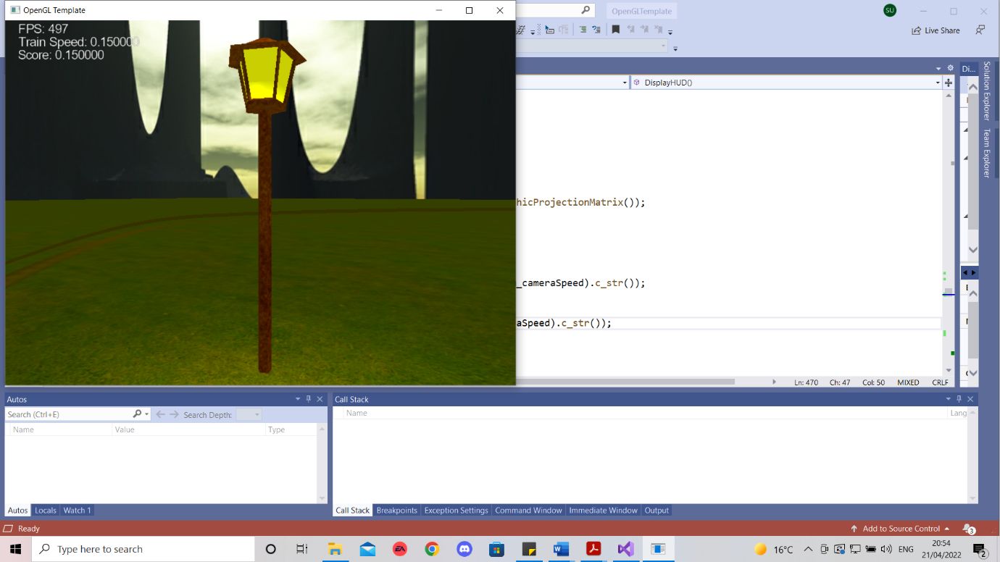 OpenGL Template
OpenGLTemplate
SU
FPS: 497
Train Speed: 0.150000
Score: 0.150000
Live Share
Di...
DisplayHUD()
Solution Explorer
Team Explorer
hicProjectionMatrix());
_cameraSpeed).c_str());
aSpeed).c_str());
Ln: 470 Ch: 47 Col: 50 MIXED CRLF
Autos
Search (Ctrl+E) Search Depth:
Name Value Type
Call Stack
Name Lang
Autos Locals Watch 1
Call Stack Breakpoints Exception Settings Command Window Immediate Window Output
Ready
Add to Source Control
3
Type here to search
EA
16°C
ENG
20:54
21/04/2022
2